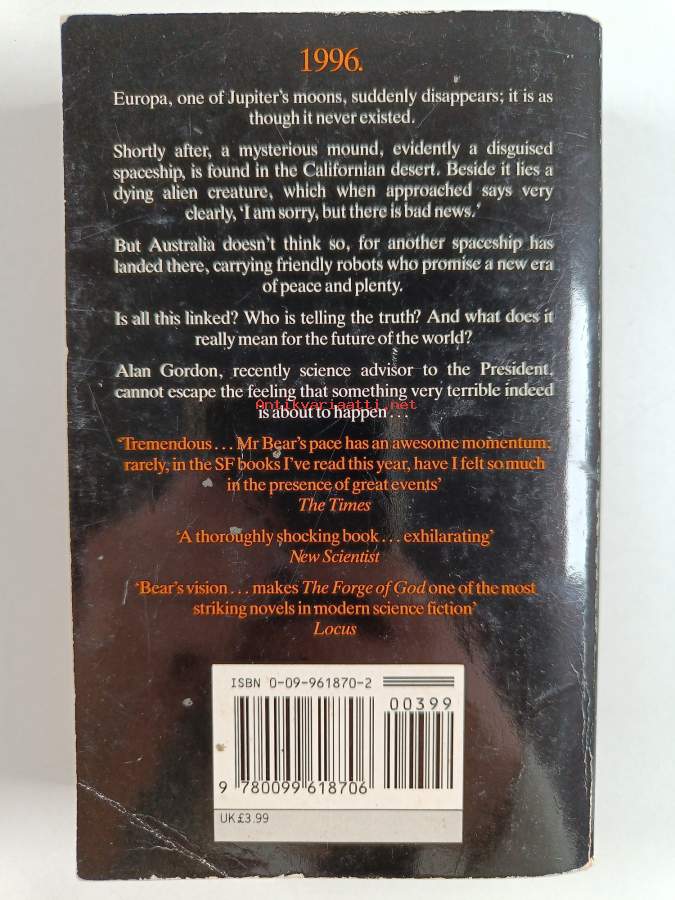 1996.
Europa, one of Jupiter's moons, suddenly disappears; it is as
though it never existed.
Shortly after, a mysterious mound, evidently a disguised
spaceship, is found in the Californian desert. Beside it lies a
dying alien creature, which when approached says very
clearly, 'I am sorry, but there is bad news.'
But Australia doesn't think so, for another spaceship has
landed there, carrying friendly robots who promise a new era
of peace and plenty.
Is all this linked? Who is telling the truth? And what does it
really mean for the future of the world?
Alan Gordon, recently science advisor to the President,
cannot escape the feeling that something very terrible indeed
Antikvariaatti.net
is about to happen...
'Tremendous... Mr Bear's pace has an awesome momentum;
rarely, in the SF books I've read this year, have I felt so much
in the presence of great events'
The Times
'A thoroughly shocking book... exhilarating'
New Scientist
'Bear's vision... makes The Forge of God one of the most
striking novels in modern science fiction'
Locus
ISBN 0-09-961870-2
00399
9 780099 618706
UK £3.99